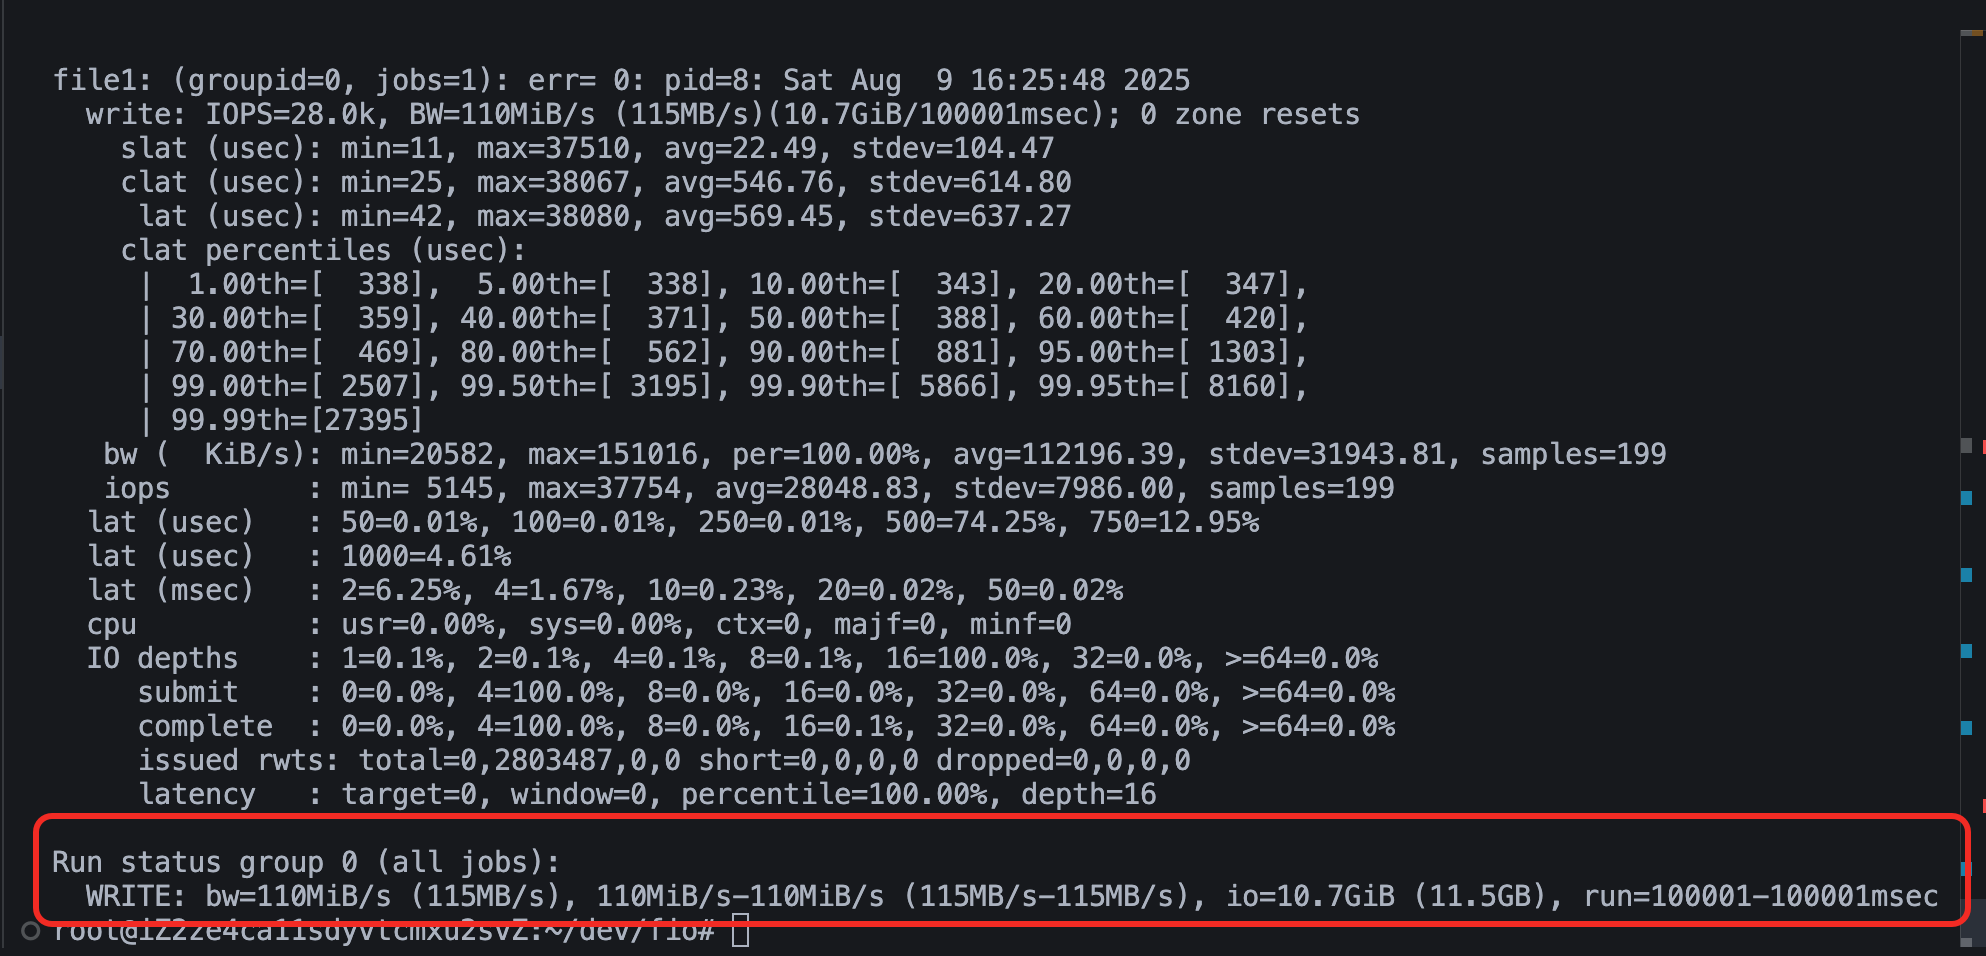 file1: (groupid=0, jobs=1): err= 0: pid=8: Sat Aug  9 16:25:48 2025
  write: IOPS=28.0k, BW=110MiB/s (115MB/s)(10.7GiB/100001msec); 0 zone resets
    slat (usec): min=11, max=37510, avg=22.49, stdev=104.47
    clat (usec): min=25, max=38067, avg=546.76, stdev=614.80
     lat (usec): min=42, max=38080, avg=569.45, stdev=637.27
    clat percentiles (usec):
     |  1.00th=[  338],  5.00th=[  338], 10.00th=[  343], 20.00th=[  347],
     | 30.00th=[  359], 40.00th=[  371], 50.00th=[  388], 60.00th=[  420],
     | 70.00th=[  469], 80.00th=[  562], 90.00th=[  881], 95.00th=[ 1303],
     | 99.00th=[ 2507], 99.50th=[ 3195], 99.90th=[ 5866], 99.95th=[ 8160],
     | 99.99th=[27395]
   bw (  KiB/s): min=20582, max=151016, per=100.00%, avg=112196.39, stdev=31943.81, samples=199
   iops        : min= 5145, max=37754, avg=28048.83, stdev=7986.00, samples=199
  lat (usec)   : 50=0.01%, 100=0.01%, 250=0.01%, 500=74.25%, 750=12.95%
  lat (usec)   : 1000=4.61%
  lat (msec)   : 2=6.25%, 4=1.67%, 10=0.23%, 20=0.02%, 50=0.02%
  cpu          : usr=0.00%, sys=0.00%, ctx=0, majf=0, minf=0
  IO depths    : 1=0.1%, 2=0.1%, 4=0.1%, 8=0.1%, 16=100.0%, 32=0.0%, >=64=0.0%
     submit    : 0=0.0%, 4=100.0%, 8=0.0%, 16=0.0%, 32=0.0%, 64=0.0%, >=64=0.0%
     complete  : 0=0.0%, 4=100.0%, 8=0.0%, 16=0.1%, 32=0.0%, 64=0.0%, >=64=0.0%
     issued rwts: total=0,2803487,0,0 short=0,0,0,0 dropped=0,0,0,0
     latency   : target=0, window=0, percentile=100.00%, depth=16
Run status group 0 (all jobs):
  WRITE: bw=110MiB/s (115MB/s), 110MiB/s-110MiB/s (115MB/s-115MB/s), io=10.7GiB (11.5GB), run=100001-100001msec